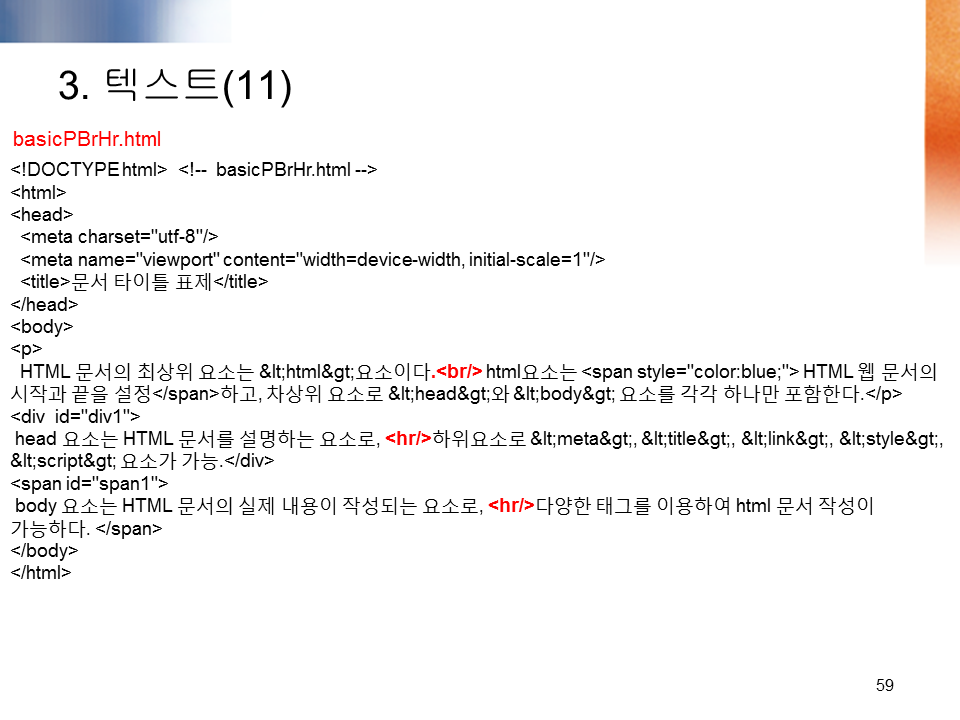 3. 텍스트(11)
basicPBrHr.html
<!DOCTYPE html>  <!--  basicPBrHr.html -->
<html>
<head>
  <meta charset="utf-8"/>
  <meta name="viewport" content="width=device-width, initial-scale=1"/>
  <title>문서 타이틀 표제</title>
</head>
<body>
<p>
  HTML 문서의 최상위 요소는 &lt;html&gt;요소이다.<br/> html요소는 <span style="color:blue;"> HTML 웹 문서의
시작과 끝을 설정</span>하고, 차상위 요소로 &lt;head&gt;와 &lt;body&gt; 요소를 각각 하나만 포함한다.</p>
<div  id="div1">
 head 요소는 HTML 문서를 설명하는 요소로, <hr/>하위요소로 &lt;meta&gt;, &lt;title&gt;, &lt;link&gt;, &lt;style&gt;,
&lt;script&gt; 요소가 가능.</div>
<span id="span1">
 body 요소는 HTML 문서의 실제 내용이 작성되는 요소로, <hr/>다양한 태그를 이용하여 html 문서 작성이
가능하다. </span>
</body>
</html>
59